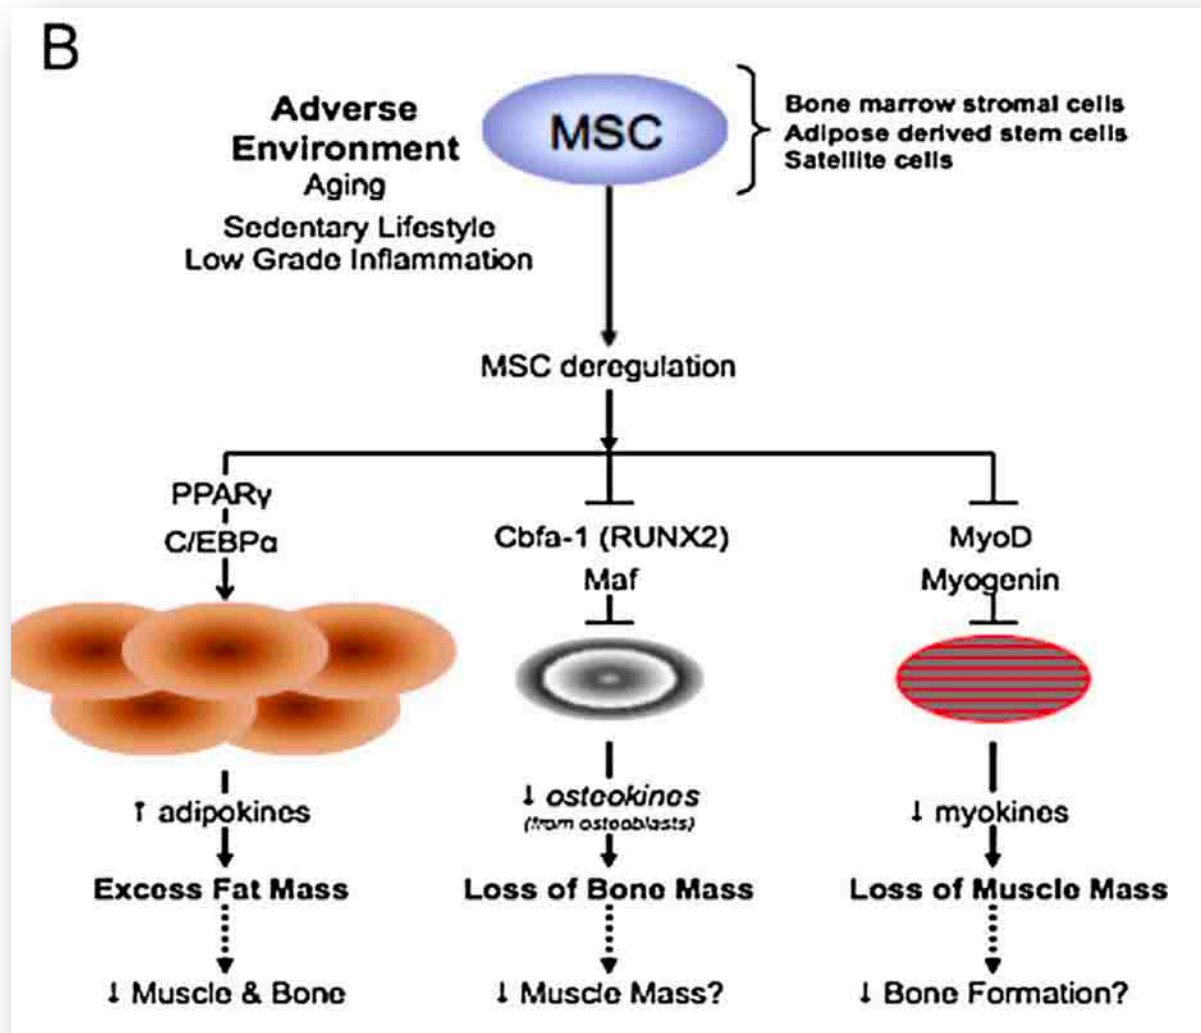 B
Adverse
Environment
Aging
Sedentary Lifestyle
Low Grade Inflammation
MSC
Bone marrow stromal cells
Adipose derived stem cells
Satellite cells
MSC deregulation
PPARγ
C/EBPα
Cbfa-1 (RUNX2)
Maf
MyoD
Myogenin
↑ adipokines
↓ osteokines
(from osteoblasts)
↓ myokines
Excess Fat Mass
Loss of Bone Mass
Loss of Muscle Mass
↓ Muscle & Bone
↓ Muscle Mass?
↓ Bone Formation?